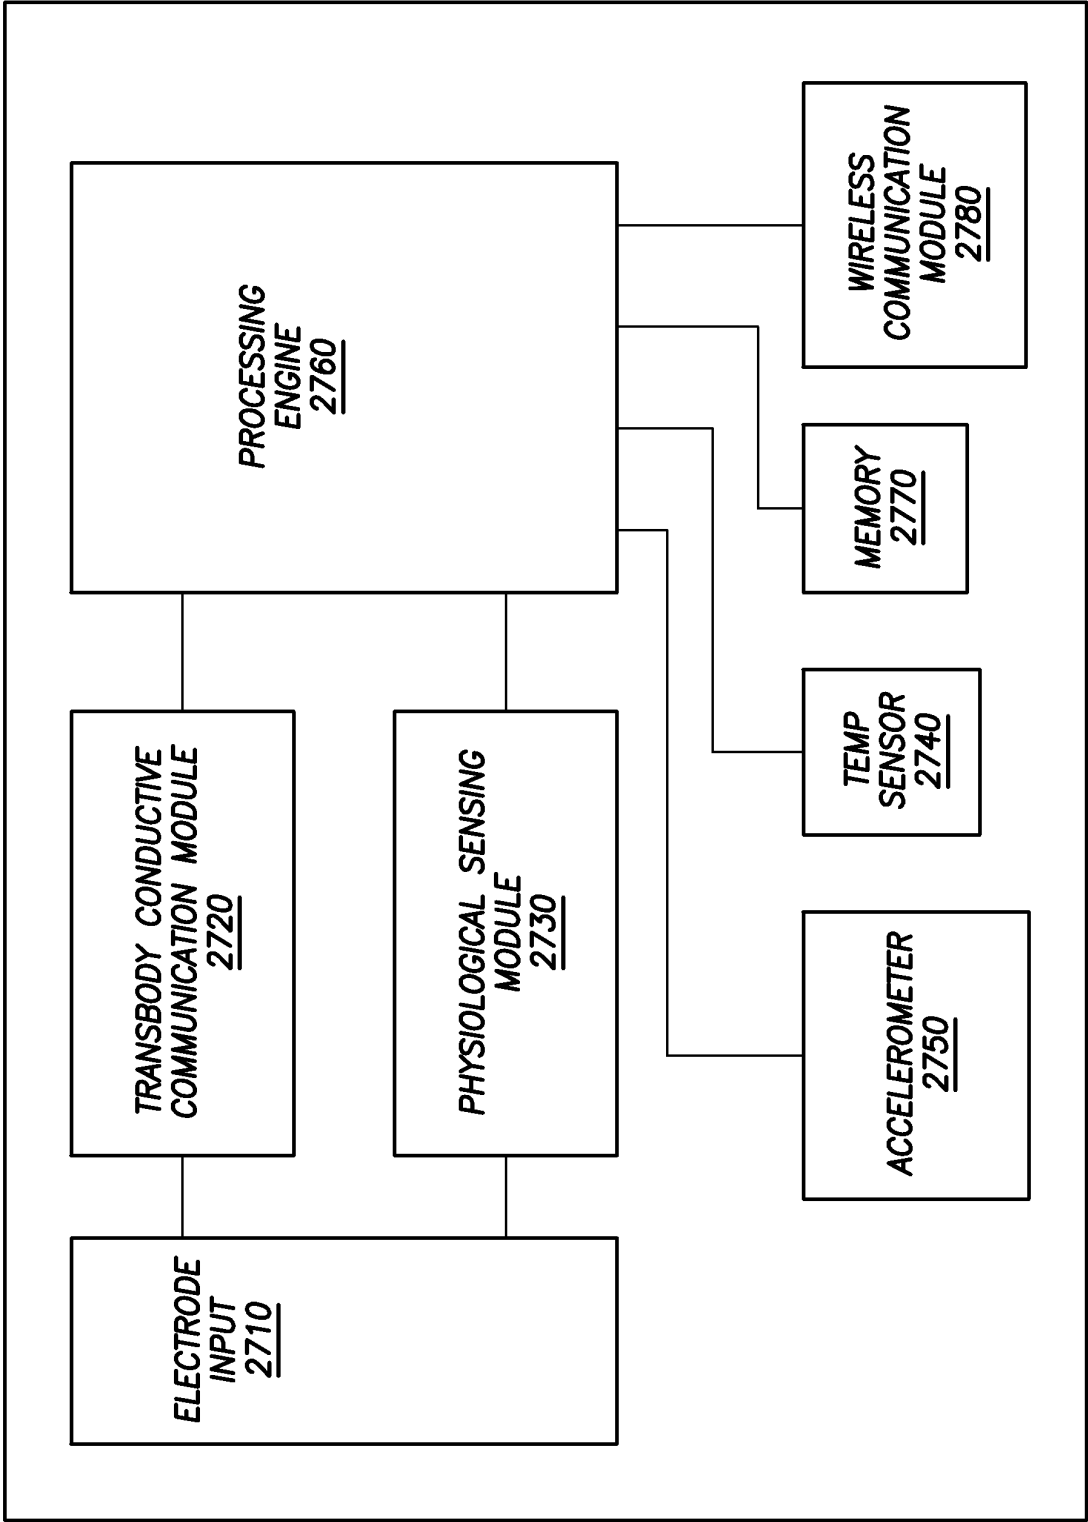 ELECTRODE
INPUT
2710
TRANSBODY CONDUCTIVE
COMMUNICATION MODULE
2720
PHYSIOLOGICAL SENSING
MODULE
2730
PROCESSING
ENGINE
2760
ACCELEROMETER
2750
TEMP
SENSOR
2740
MEMORY
2770
WIRELESS
COMMUNICATION
MODULE
2780